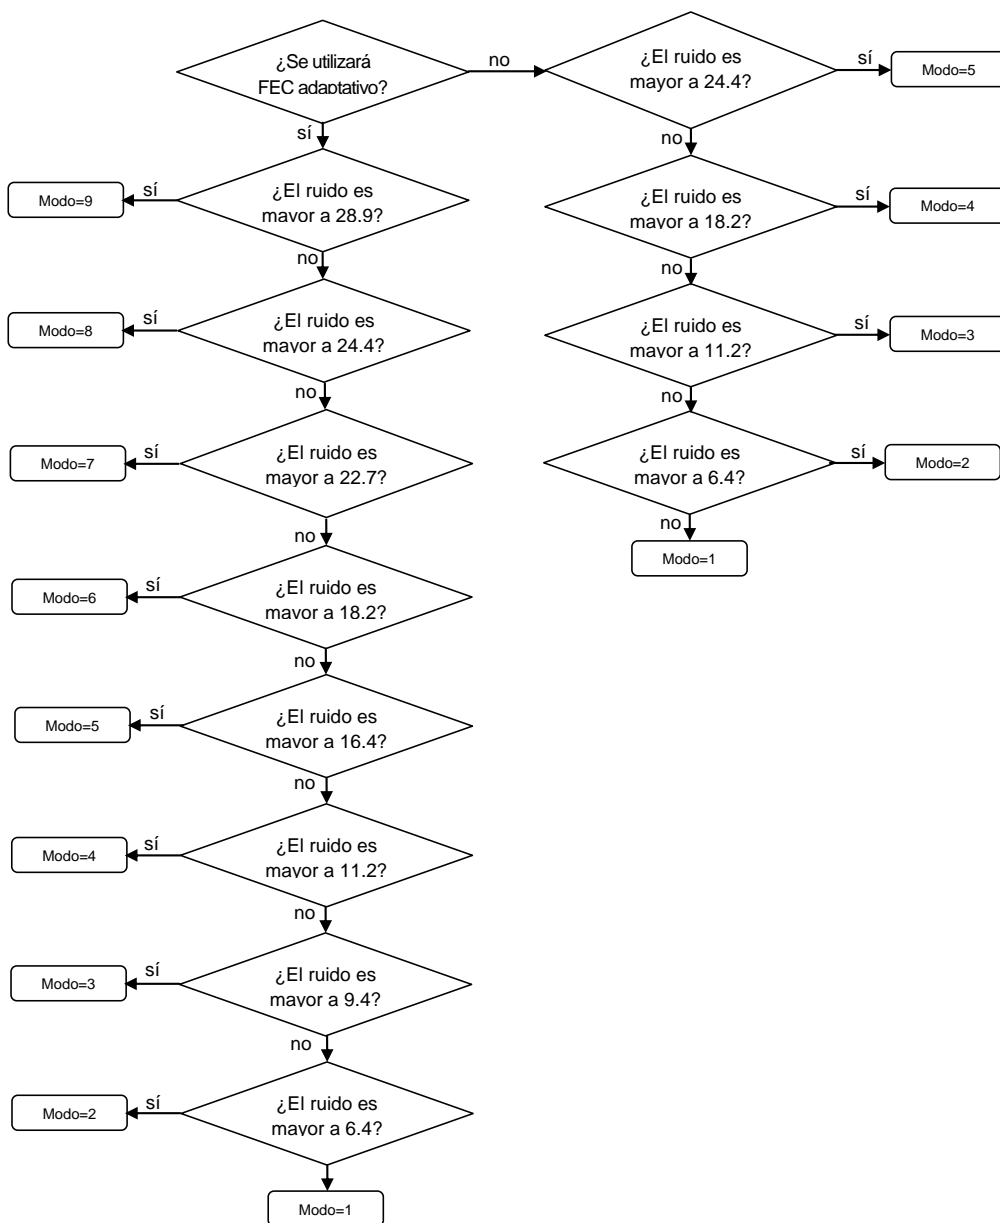 ¿Se utilizará
FEC adaptativo?
no
¿El ruido es
mayor a 24.4?
sí
Modo=5
sí
no
Modo=9
sí
¿El ruido es
mayor a 28.9?
¿El ruido es
mayor a 18.2?
sí
Modo=4
no
no
Modo=8
sí
¿El ruido es
mayor a 24.4?
¿El ruido es
mayor a 11.2?
sí
Modo=3
no
no
Modo=7
sí
¿El ruido es
mayor a 22.7?
¿El ruido es
mayor a 6.4?
sí
Modo=2
no
no
Modo=1
Modo=6
sí
¿El ruido es
mayor a 18.2?
no
Modo=5
sí
¿El ruido es
mayor a 16.4?
no
Modo=4
sí
¿El ruido es
mayor a 11.2?
no
Modo=3
sí
¿El ruido es
mayor a 9.4?
no
Modo=2
sí
¿El ruido es
mayor a 6.4?
Modo=1